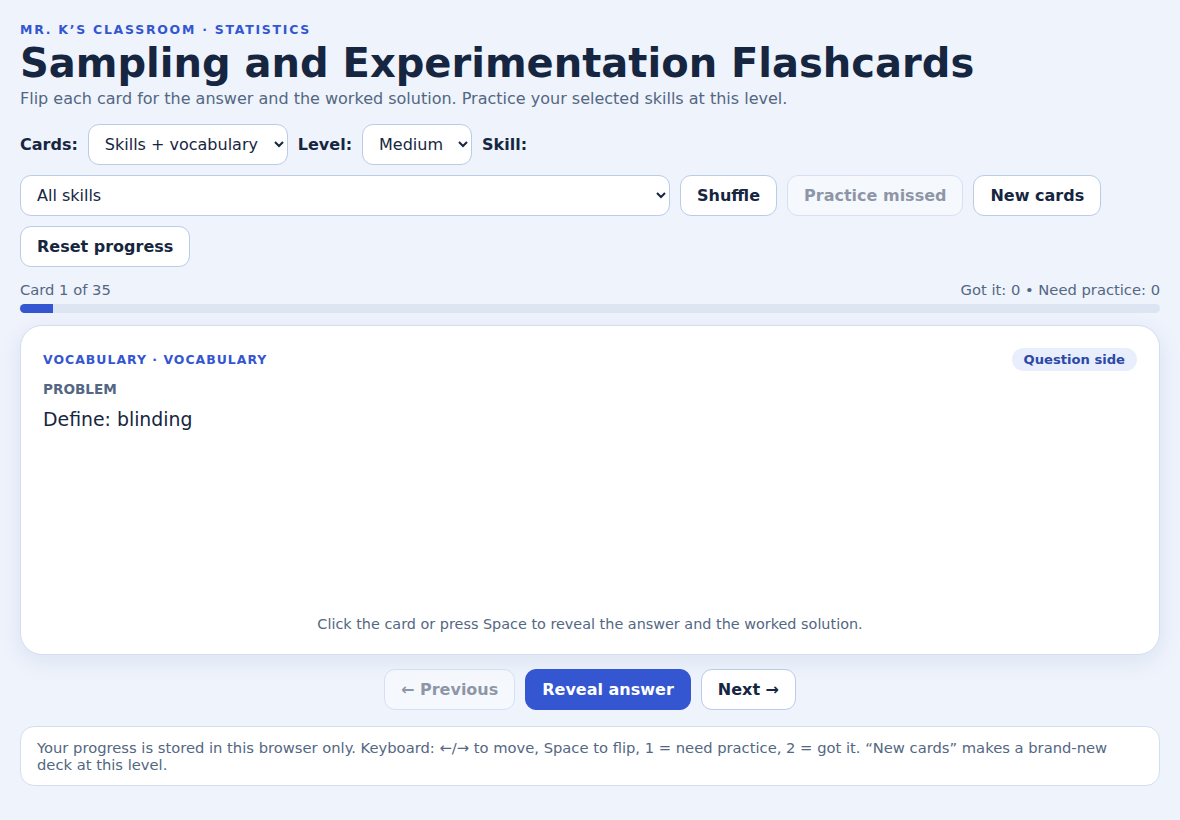 MR. K’S CLASSROOM · STATISTICS
Sampling and Experimentation Flashcards
Flip each card for the answer and the worked solution. Practice your selected skills at this level.
Cards: Skills + vocabulary Level: Medium Skill:
All skills Shuffle Practice missed New cards
Reset progress
Card 1 of 35 Got it: 0 • Need practice: 0
VOCABULARY · VOCABULARY Question side
PROBLEM
Define: blinding
Click the card or press Space to reveal the answer and the worked solution.
← Previous Reveal answer Next →
Your progress is stored in this browser only. Keyboard: ←/→ to move, Space to flip, 1 = need practice, 2 = got it. “New cards” makes a brand-new
deck at this level.